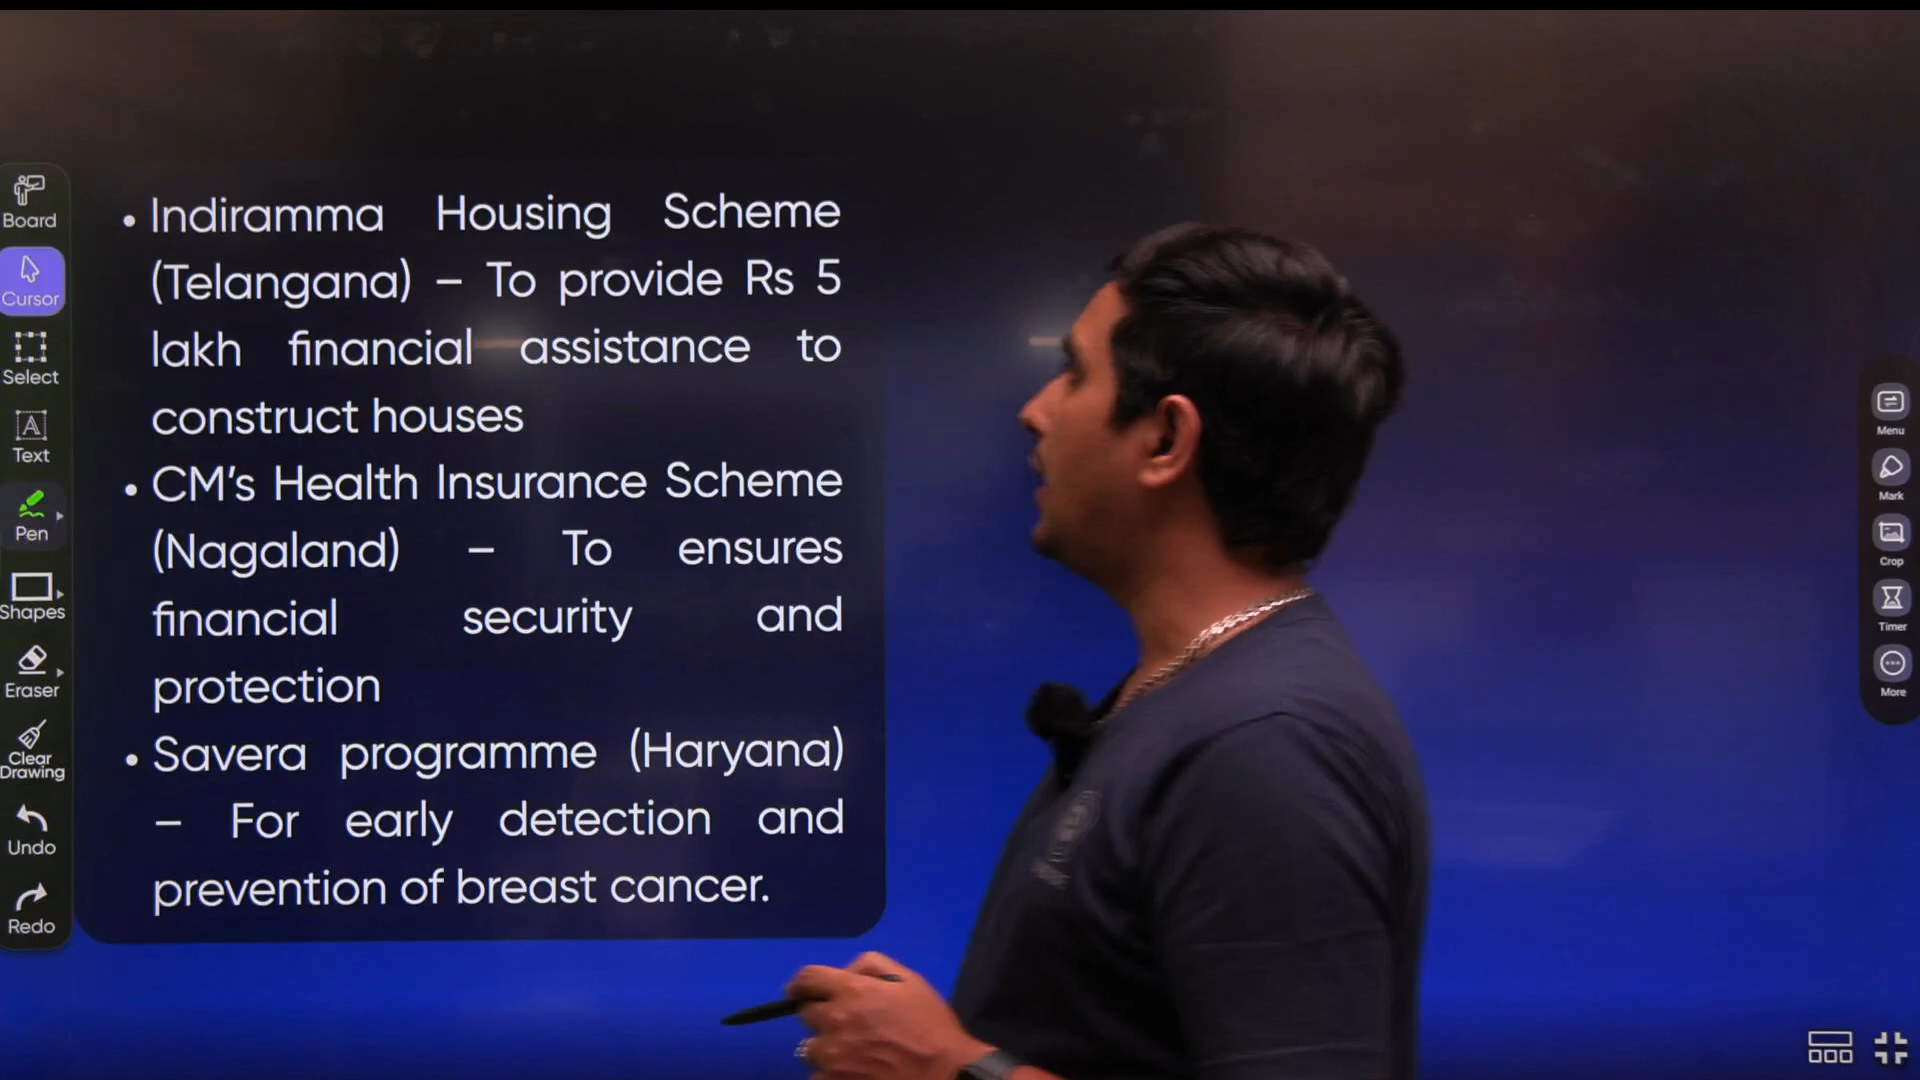 Board
Cursor
Select
Text
Pen
Shapes
Eraser
Clear
Drawing
Undo
Redo
• Indiramma Housing Scheme
(Telangana) – To provide Rs 5
lakh financial assistance to
construct houses
• CM's Health Insurance Scheme
(Nagaland) – To ensures
financial security and
protection
• Savera programme (Haryana)
– For early detection and
prevention of breast cancer.
Menu
Mark
Crop
Timer
More